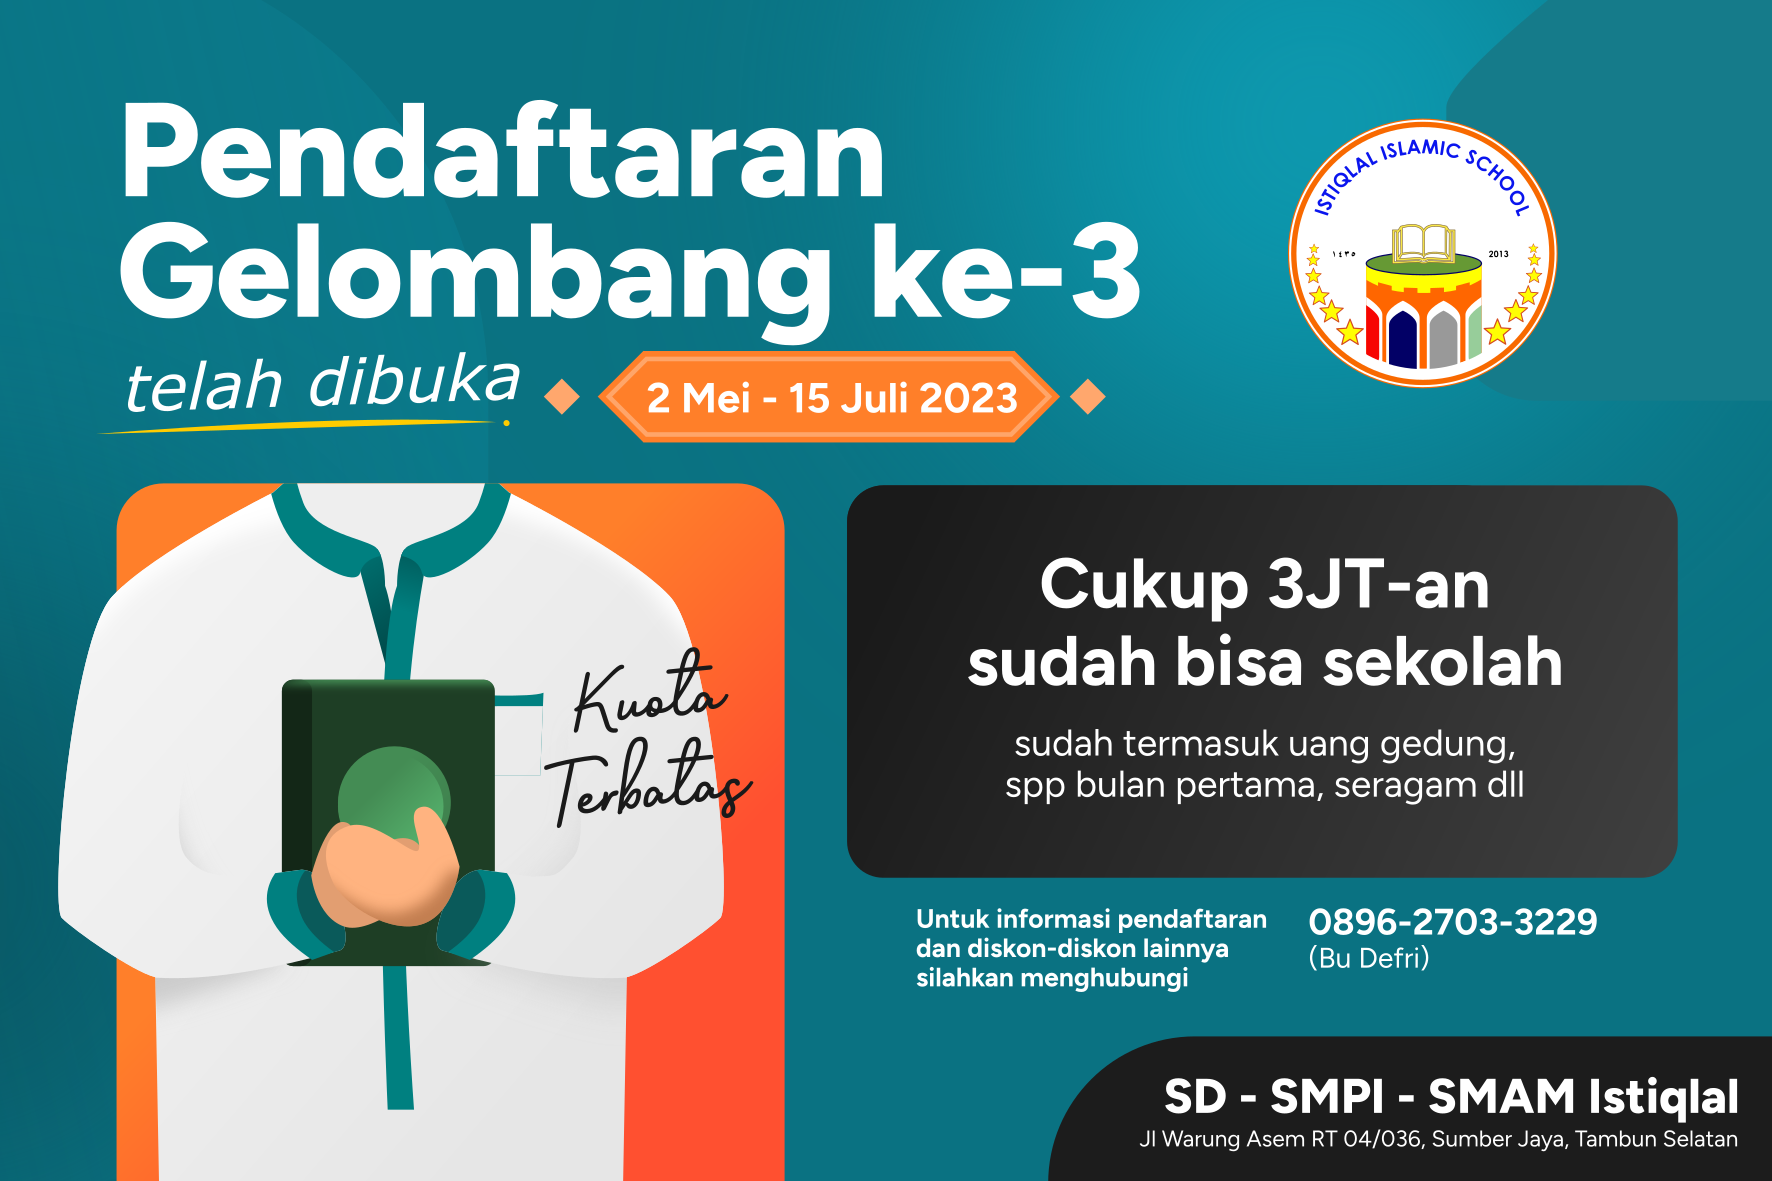 Pendaftaran
Gelombang ke-3
telah dibuka
2 Mei - 15 Juli 2023
ISTIQLAL ISLAMIC SCHOOL
١٤٣٥
2013
Kuota
Terbatas
Cukup 3JT-an
sudah bisa sekolah
sudah termasuk uang gedung,
spp bulan pertama, seragam dll
Untuk informasi pendaftaran
dan diskon-diskon lainnya
silahkan menghubungi
0896-2703-3229
(Bu Defri)
SD - SMPI - SMAM Istiqlal
Jl Warung Asem RT 04/036, Sumber Jaya, Tambun Selatan